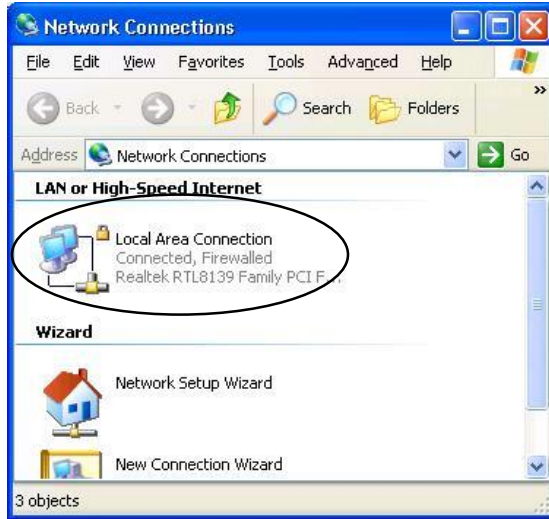 Network Connections
File Edit View Favorites Tools Advanced Help
Back Search Folders »
Address Network Connections Go
LAN or High-Speed Internet
Local Area Connection
Connected, Firewalled
Realtek RTL8139 Family PCI F...
Wizard
Network Setup Wizard
New Connection Wizard
3 objects